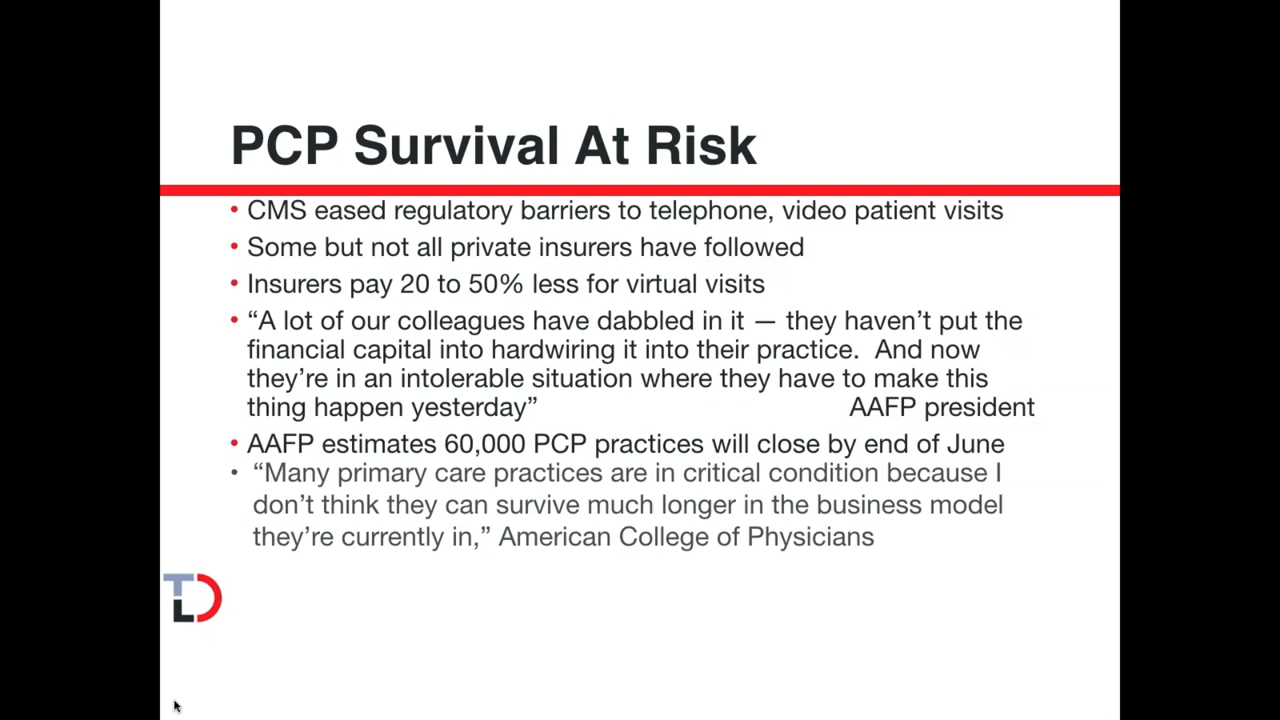 PCP Survival At Risk
• CMS eased regulatory barriers to telephone, video patient visits
• Some but not all private insurers have followed
• Insurers pay 20 to 50% less for virtual visits
• “A lot of our colleagues have dabbled in it — they haven’t put the
financial capital into hardwiring it into their practice.  And now
they’re in an intolerable situation where they have to make this
thing happen yesterday” AAFP president
• AAFP estimates 60,000 PCP practices will close by end of June
• “Many primary care practices are in critical condition because I
don’t think they can survive much longer in the business model
they’re currently in,” American College of Physicians
TLD